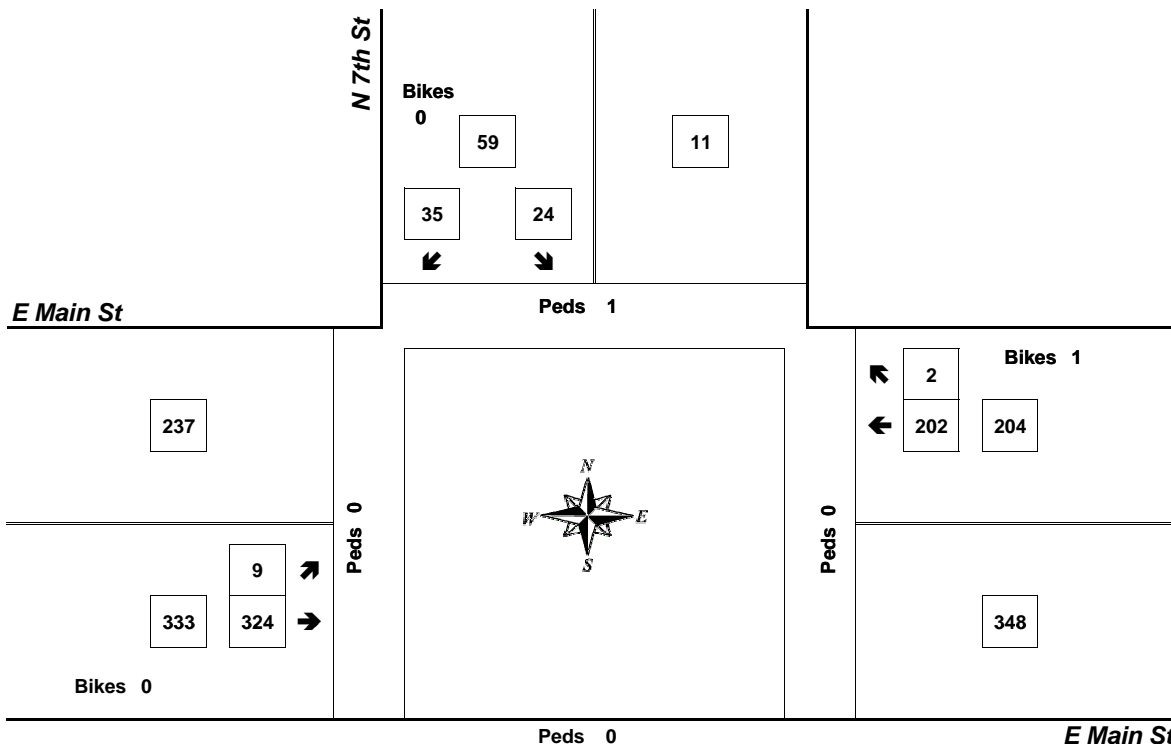 N 7th St
Bikes
0
59
11
35
24
Peds 1
E Main St
Bikes 1
2
237
202
204
N
W
E
S
Peds 0
Peds 0
9
333
324
348
Bikes 0
Peds 0
E Main St